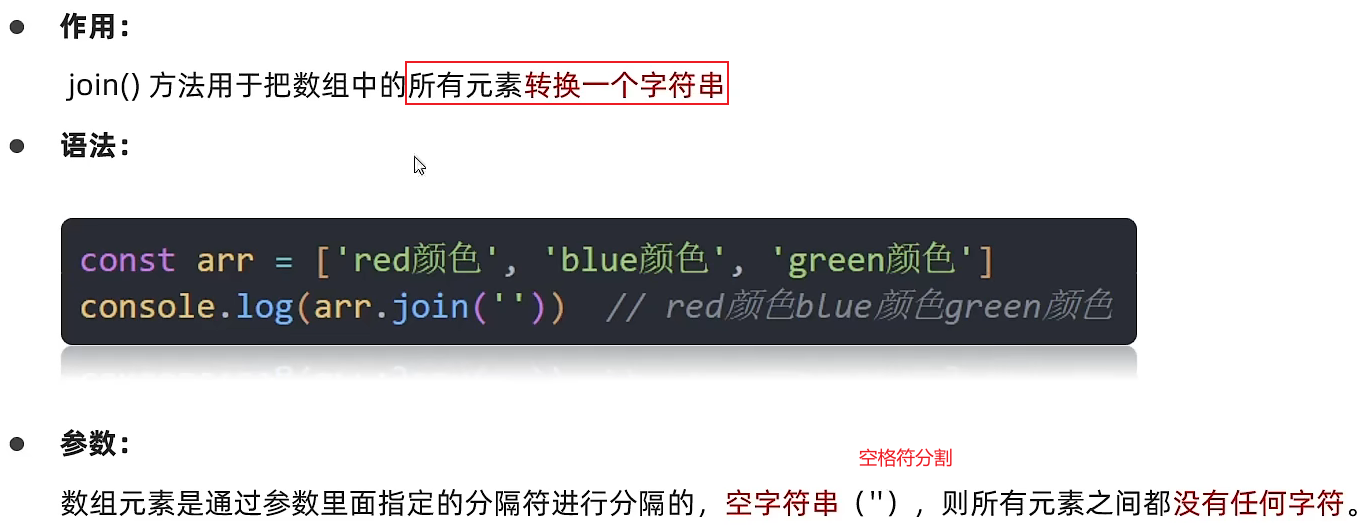 作用：
join() 方法用于把数组中的所有元素转换一个字符串
语法：
const arr = ['red颜色', 'blue颜色', 'green颜色']
console.log(arr.join('')) // red颜色blue颜色green颜色
参数：
空格符分割
数组元素是通过参数里面指定的分隔符进行分隔的，空字符串（''），则所有元素之间都没有任何字符。